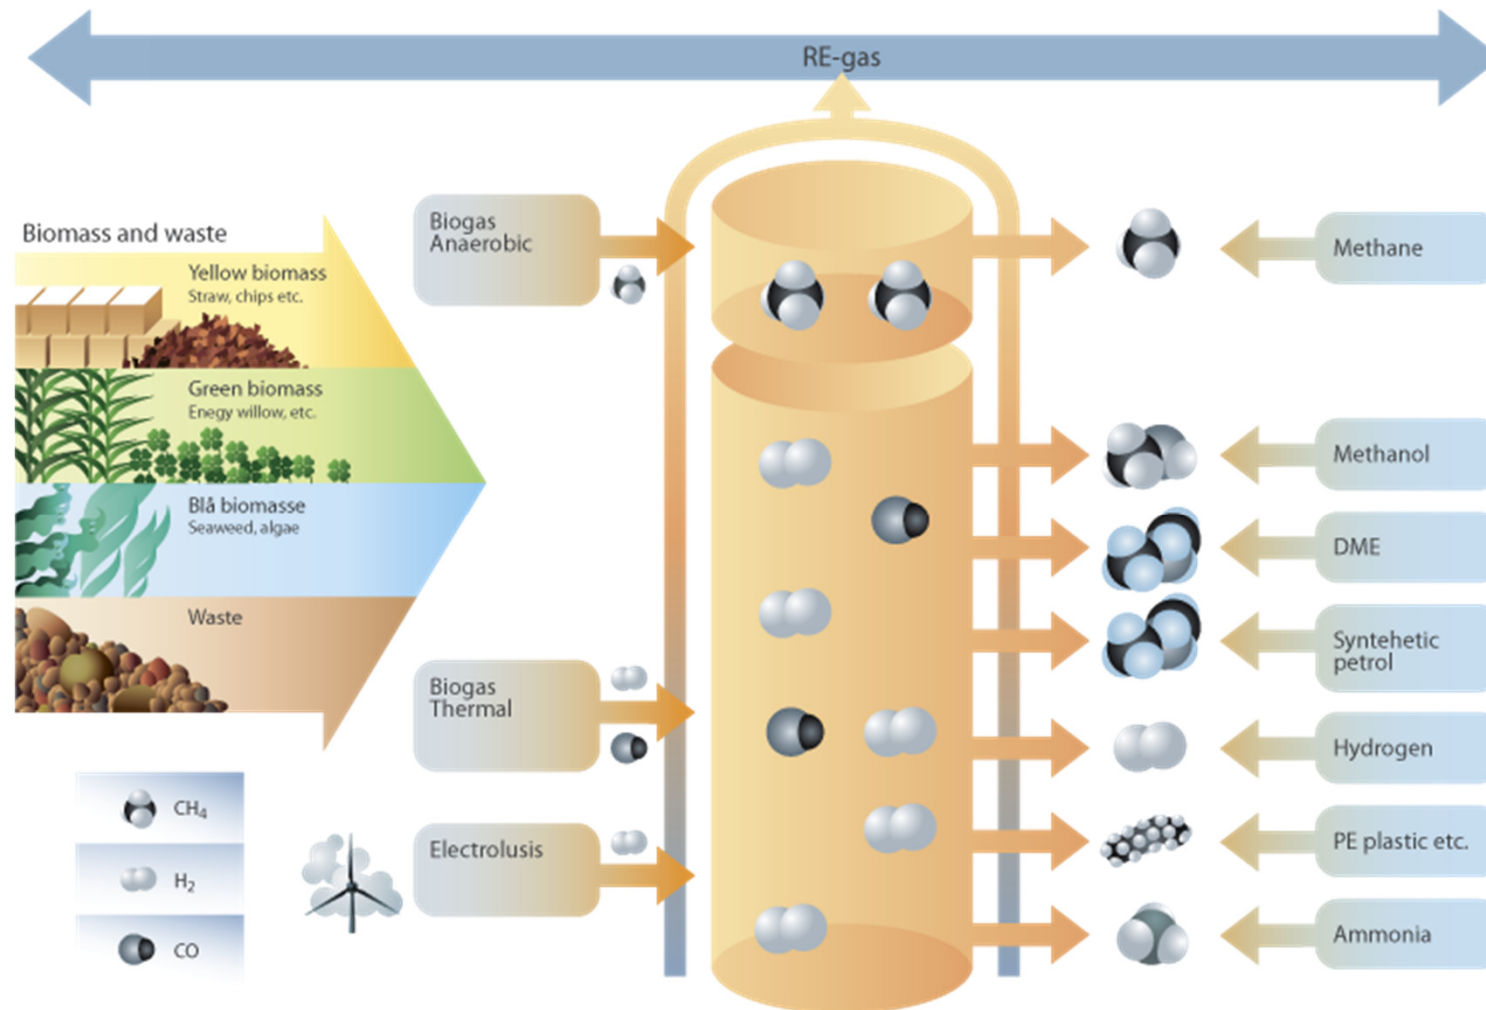 RE-gas
Biomass and waste
Yellow biomass
Straw, chips etc.
Green biomass
Enegy willow, etc.
Blå biomasse
Seaweed, algae
Waste
CH4
H2
CO
Biogas
Anaerobic
Biogas
Thermal
Electrolusis
Methane
Methanol
DME
Syntehetic
petrol
Hydrogen
PE plastic etc.
Ammonia